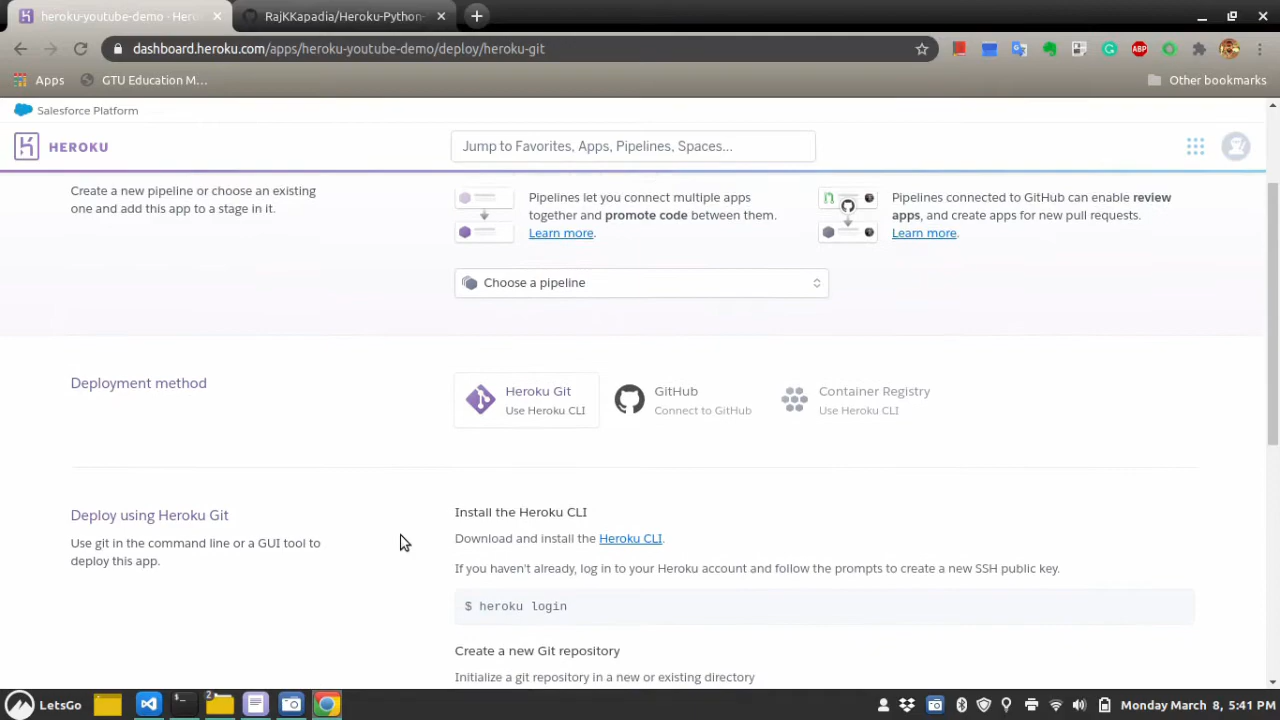 heroku-youtube-demo · Hero
RajKKapadia/Heroku-Python-
dashboard.heroku.com/apps/heroku-youtube-demo/deploy/heroku-git
ABP
Apps
GTU Education M...
Other bookmarks
Salesforce Platform
HEROKU
Jump to Favorites, Apps, Pipelines, Spaces...
Create a new pipeline or choose an existing
one and add this app to a stage in it.
Pipelines let you connect multiple apps
together and promote code between them.
Learn more.
Pipelines connected to GitHub can enable review
apps, and create apps for new pull requests.
Learn more.
Choose a pipeline
Deployment method
Heroku Git
Use Heroku CLI
GitHub
Connect to GitHub
Container Registry
Use Heroku CLI
Deploy using Heroku Git
Use git in the command line or a GUI tool to
deploy this app.
Install the Heroku CLI
Download and install the Heroku CLI.
If you haven't already, log in to your Heroku account and follow the prompts to create a new SSH public key.
$ heroku login
Create a new Git repository
Initialize a git repository in a new or existing directory
LetsGo
2
Monday March 8, 5:41 PM